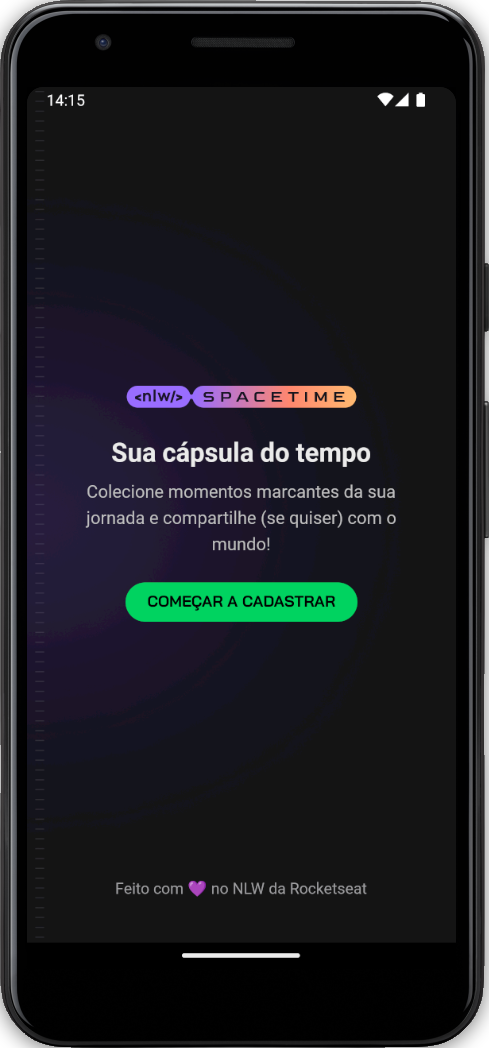 14:15
<nlw/> SPACETIME
Sua cápsula do tempo
Colecione momentos marcantes da sua
jornada e compartilhe (se quiser) com o
mundo!
COMEÇAR A CADASTRAR
Feito com 💜 no NLW da Rocketseat